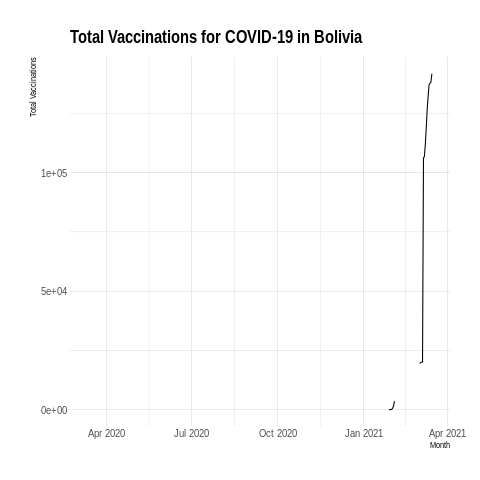 Total Vaccinations for COVID-19 in Bolivia
Total Vaccinations
1e+05
5e+04
0e+00
Apr 2020 Jul 2020 Oct 2020 Jan 2021 Apr 2021
Month